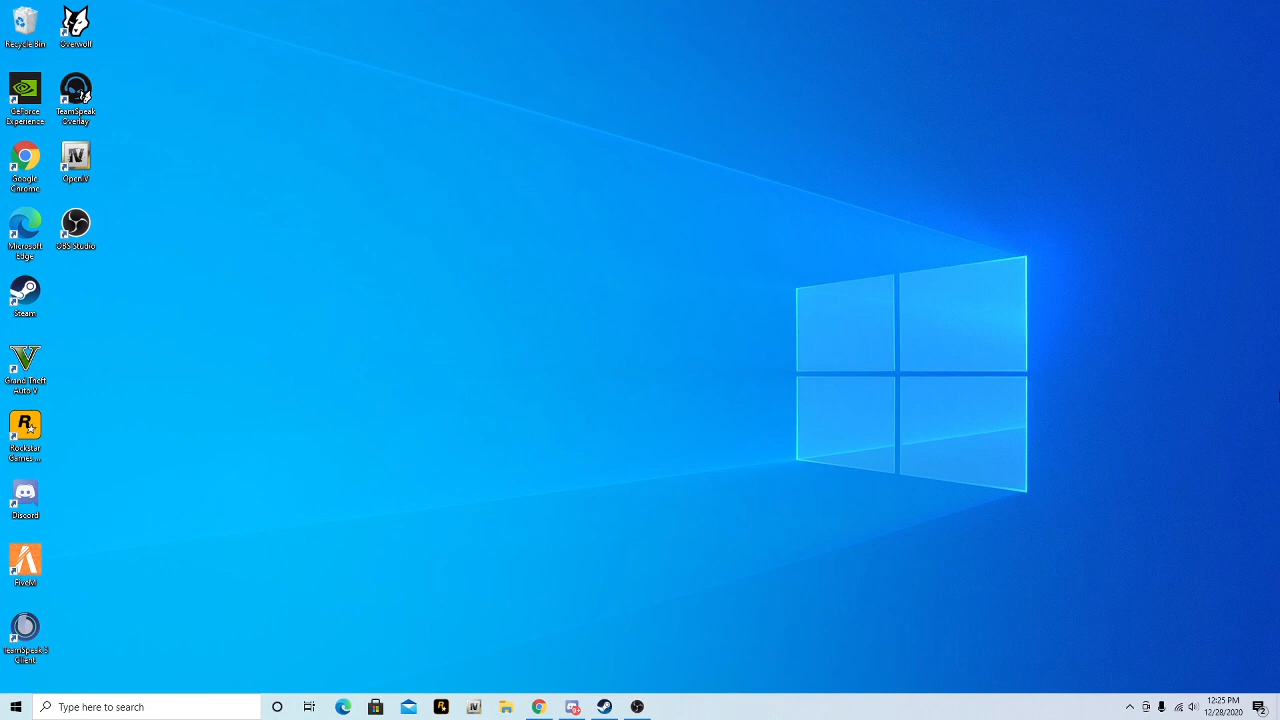 Recycle Bin
Overwolf
GeForce
Experience
TeamSpeak
Overlay
Google
Chrome
OpenIV
Microsoft
Edge
OBS Studio
Steam
Grand Theft
Auto V
Rockstar
Games ...
Discord
FiveM
TeamSpeak 3
Client
Type here to search
12:25 PM
12/28/2020
2